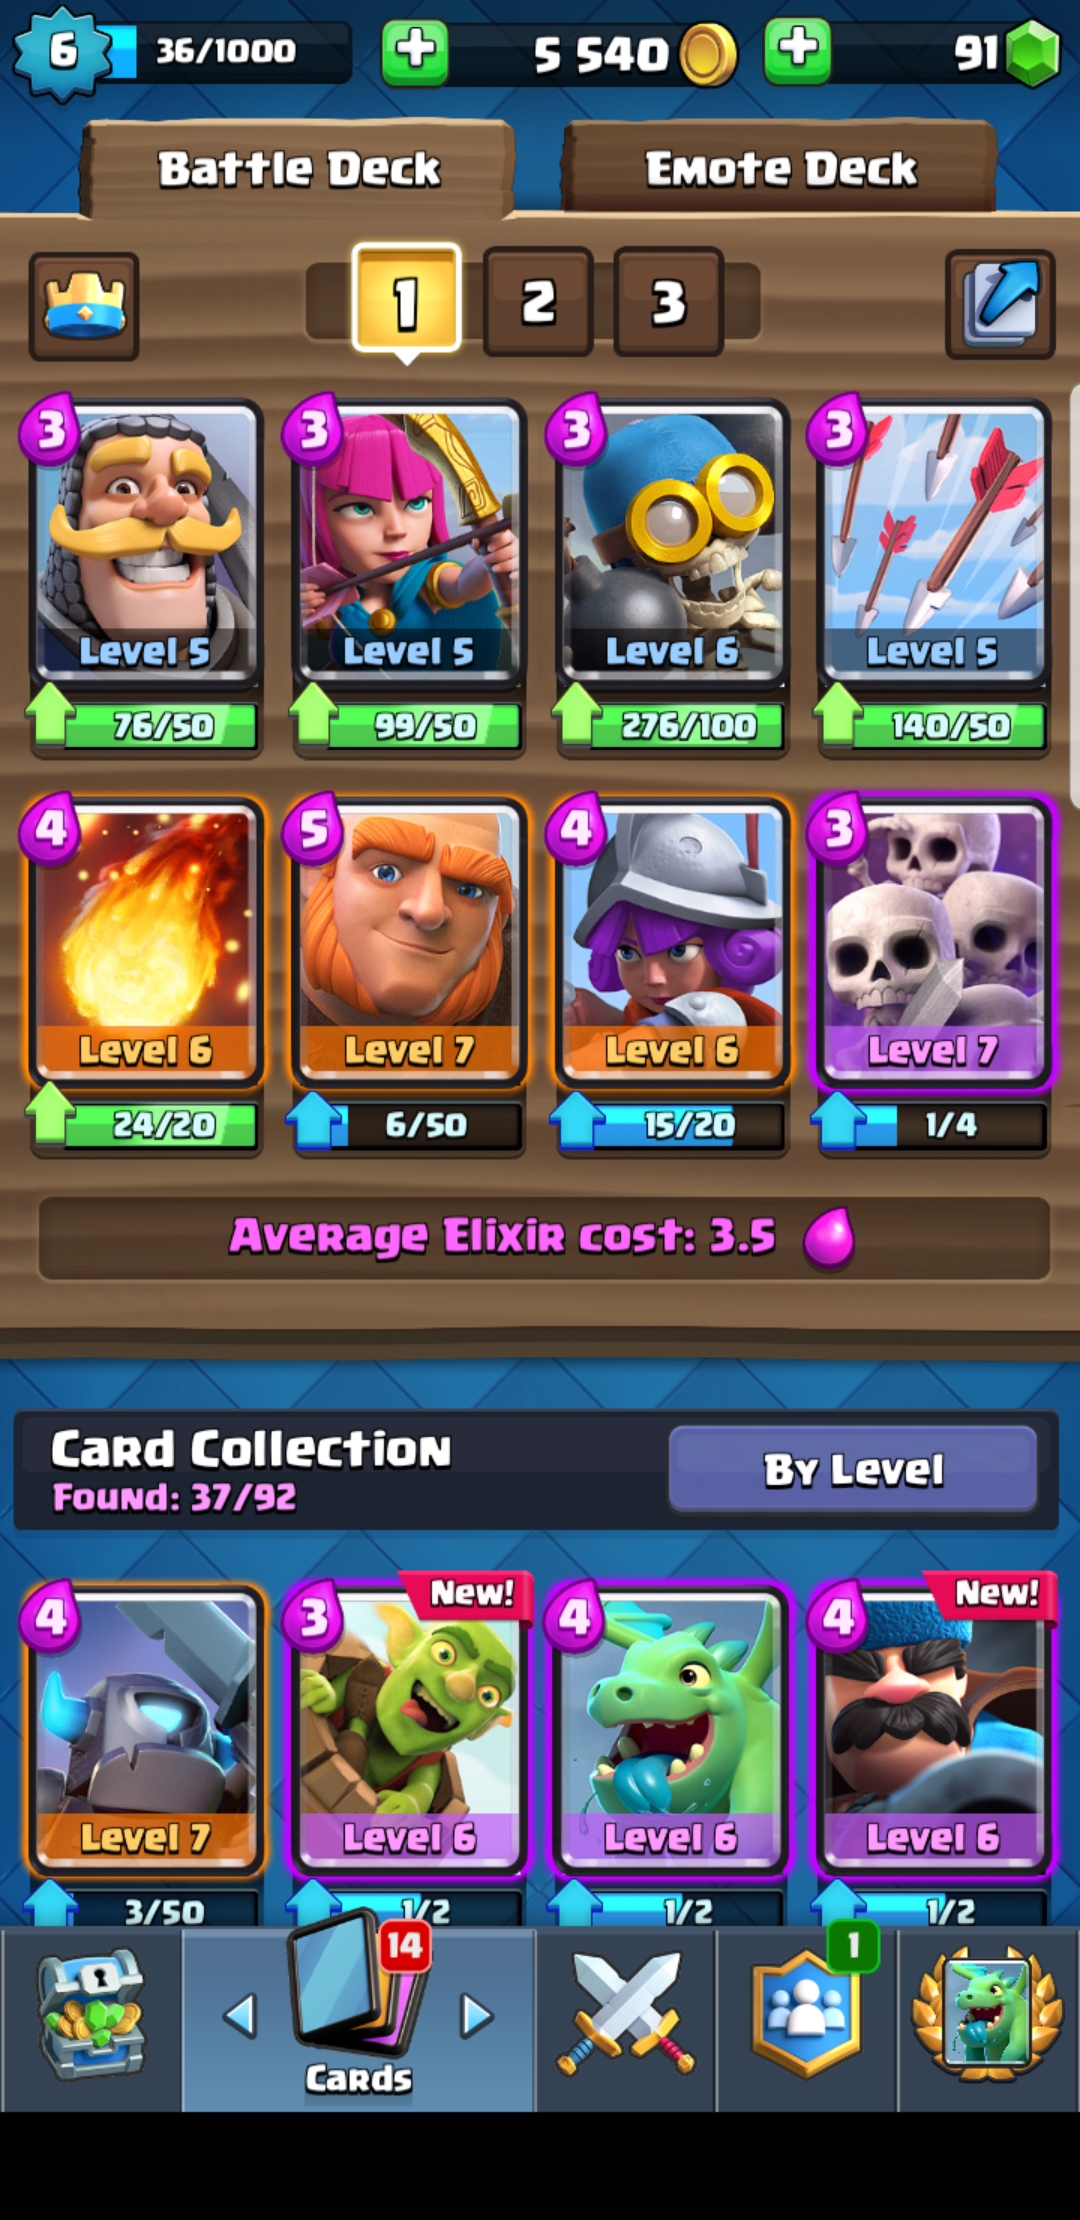 6 36/1000 5 540 91
Battle Deck Emote Deck
1 2 3
3 3 3 3
Level 5 Level 5 Level 6 Level 5
76/50 99/50 276/100 140/50
4 5 4 3
Level 6 Level 7 Level 6 Level 7
24/20 6/50 15/20 1/4
Average Elixir cost: 3.5
Card Collection
Found: 37/92
By Level
New! New!
4 3 4 4
Level 7 Level 6 Level 6 Level 6
3/50 1/2 1/2 1/2
14 1
Cards